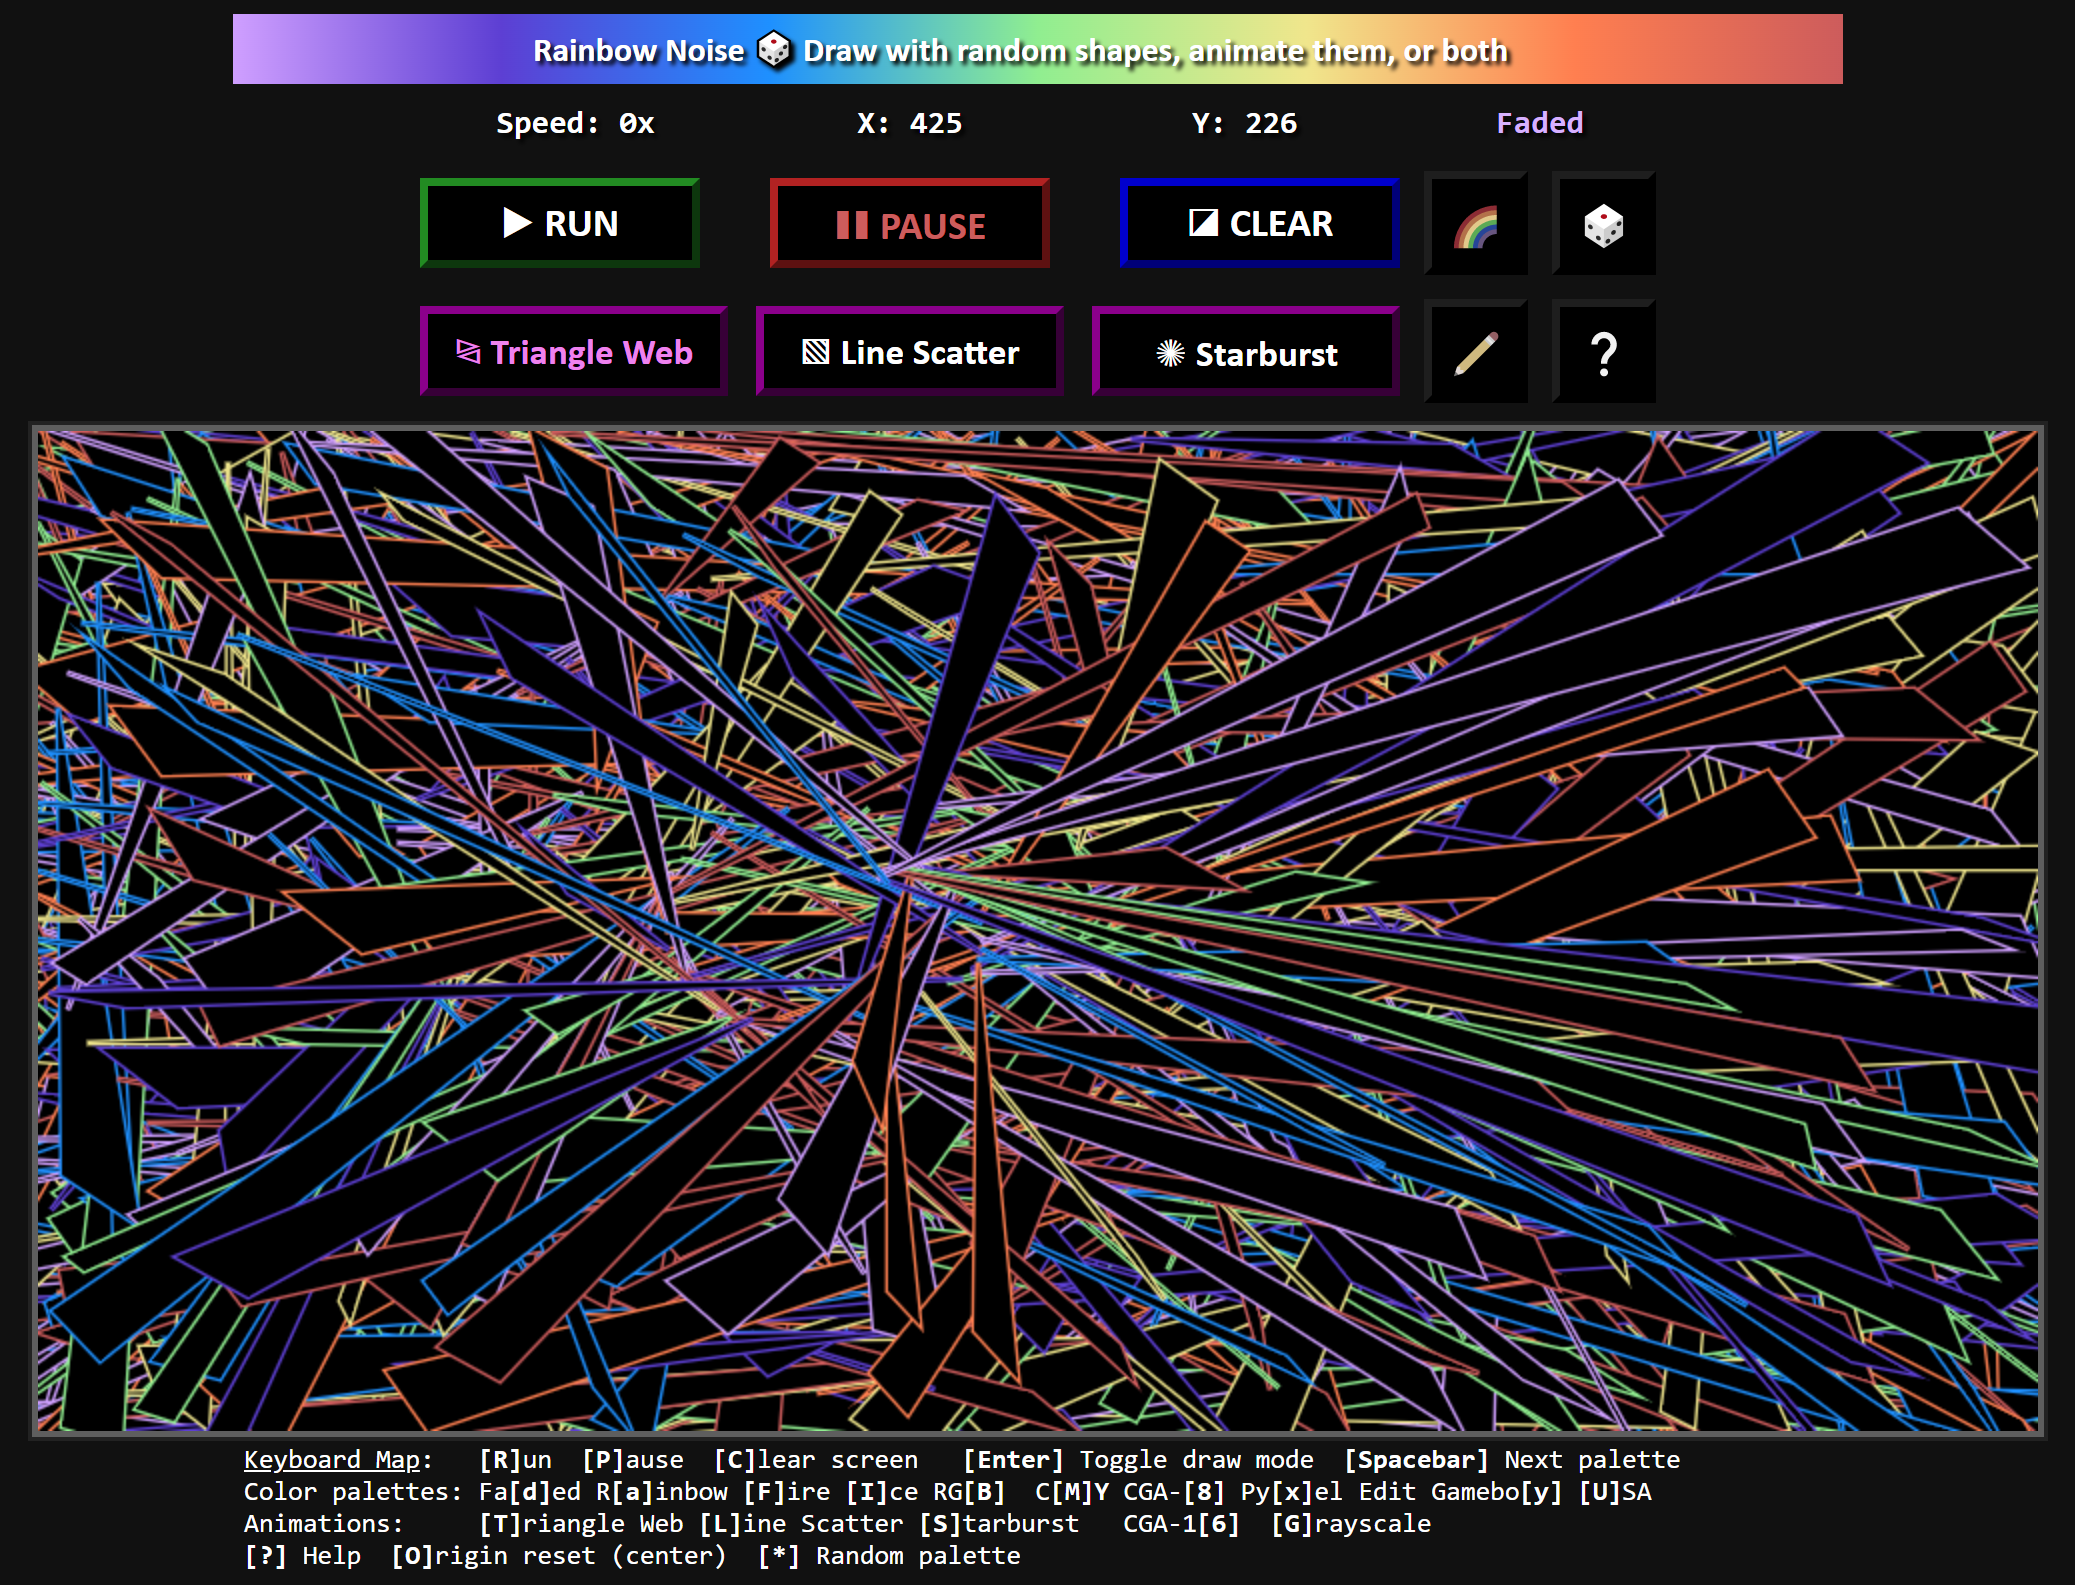 Rainbow Noise 🎲 Draw with random shapes, animate them, or both
Speed: 0x X: 425 Y: 226 Faded
▶ RUN ⏸ PAUSE ◪ CLEAR
Triangle Web Line Scatter Starburst ?
Keyboard Map: [R]un [P]ause [C]lear screen [Enter] Toggle draw mode [Spacebar] Next palette
Color palettes: Fa[d]ed R[a]inbow [F]ire [I]ce RG[B] C[M]Y CGA-[8] Py[x]el Edit Gamebo[y] [U]SA
Animations: [T]riangle Web [L]ine Scatter [S]tarburst CGA-1[6] [G]rayscale
[?] Help [O]rigin reset (center) [*] Random palette